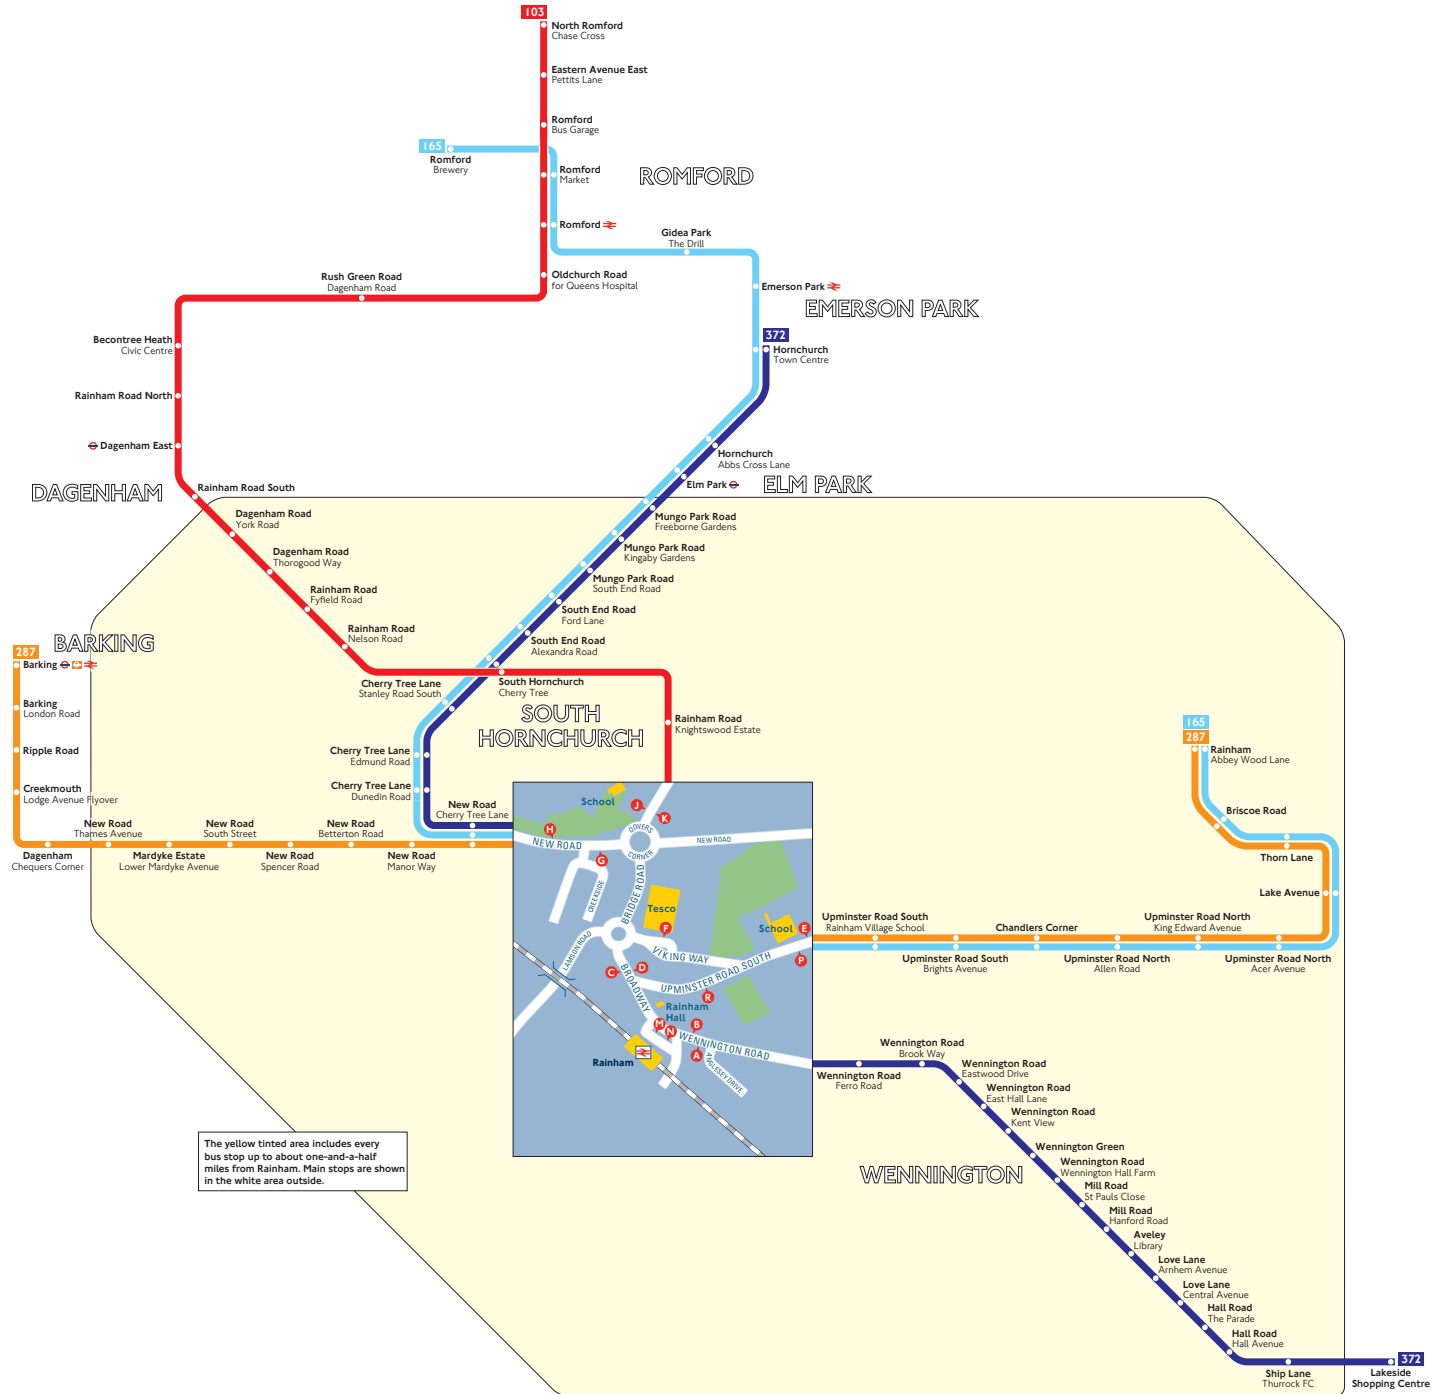 103
North Romford
Chase Cross
Eastern Avenue East
Pettits Lane
Romford
Bus Garage
165
Romford
Brewery
Romford
Market
ROMFORD
Romford
Gidea Park
The Drill
Oldchurch Road
for Queens Hospital
Rush Green Road
Dagenham Road
Emerson Park
EMERSON PARK
372
Hornchurch
Town Centre
Becontree Heath
Civic Centre
Rainham Road North
Dagenham East
Hornchurch
Abbs Cross Lane
Elm Park
ELM PARK
DAGENHAM
Rainham Road South
Dagenham Road
York Road
Dagenham Road
Thorogood Way
Rainham Road
Fyfield Road
Rainham Road
Nelson Road
Mungo Park Road
Freeborne Gardens
Mungo Park Road
Kingaby Gardens
Mungo Park Road
South End Road
South End Road
Ford Lane
South End Road
Alexandra Road
BARKING
287
Barking
Barking
London Road
Ripple Road
Creekmouth
Lodge Avenue Flyover
Cherry Tree Lane
Stanley Road South
South Hornchurch
Cherry Tree
SOUTH
HORNCHURCH
Rainham Road
Knightswood Estate
165
287
Rainham
Abbey Wood Lane
Cherry Tree Lane
Edmund Road
Cherry Tree Lane
Dunedin Road
New Road
Cherry Tree Lane
Briscoe Road
Thorn Lane
Lake Avenue
New Road
Thames Avenue
New Road
South Street
New Road
Betterton Road
Dagenham
Chequers Corner
Mardyke Estate
Lower Mardyke Avenue
New Road
Spencer Road
New Road
Manor Way
School
J
K
H
DOVERS
CORNER
NEW ROAD
NEW ROAD
G
CREEKSIDE
BRIDGE ROAD
Tesco
F
School
E
LAMSON ROAD
VIKING WAY
P
C
D
BROADWAY
UPMINSTER ROAD SOUTH
R
Rainham
Hall
M
N
B
A
WENNINGTON ROAD
ANGLESEY DRIVE
Rainham
Upminster Road South
Rainham Village School
Chandlers Corner
Upminster Road North
King Edward Avenue
Upminster Road South
Brights Avenue
Upminster Road North
Allen Road
Upminster Road North
Acer Avenue
Wennington Road
Brook Way
Wennington Road
Ferro Road
Wennington Road
Eastwood Drive
Wennington Road
East Hall Lane
Wennington Road
Kent View
Wennington Green
Wennington Road
Wennington Hall Farm
WENNINGTON
Mill Road
St Pauls Close
Mill Road
Hanford Road
Aveley
Library
Love Lane
Arnhem Avenue
Love Lane
Central Avenue
Hall Road
The Parade
Hall Road
Hall Avenue
Ship Lane
Thurrock FC
372
Lakeside
Shopping Centre
The yellow tinted area includes every
bus stop up to about one-and-a-half
miles from Rainham. Main stops are shown
in the white area outside.